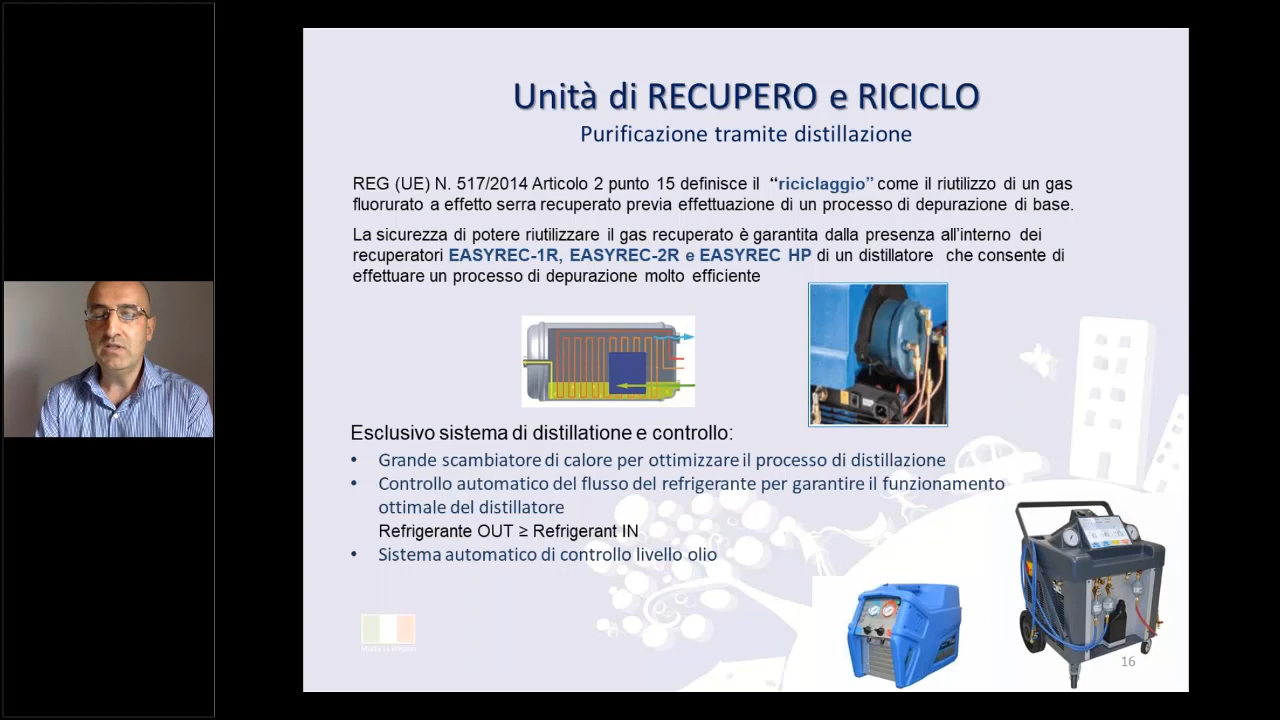 Unità di RECUPERO e RICICLO
Purificazione tramite distillazione
REG (UE) N. 517/2014 Articolo 2 punto 15 definisce il “riciclaggio” come il riutilizzo di un gas
fluorurato a effetto serra recuperato previa effettuazione di un processo di depurazione di base.
La sicurezza di potere riutilizzare il gas recuperato è garantita dalla presenza all’interno dei
recuperatori EASYREC-1R, EASYREC-2R e EASYREC HP di un distillatore che consente di
effettuare un processo di depurazione molto efficiente
Esclusivo sistema di distillatione e controllo:
• Grande scambiatore di calore per ottimizzare il processo di distillazione
• Controllo automatico del flusso del refrigerante per garantire il funzionamento
ottimale del distillatore
Refrigerante OUT ≥ Refrigerant IN
• Sistema automatico di controllo livello olio
16